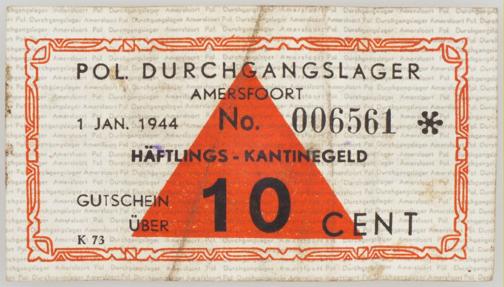 POL. DURCHGANGSLAGER
AMERSFOORT
1 JAN. 1944 No. 006561 *
HÄFTLINGS - KANTINEGELD
GUTSCHEIN
ÜBER 10 CENT
K 73